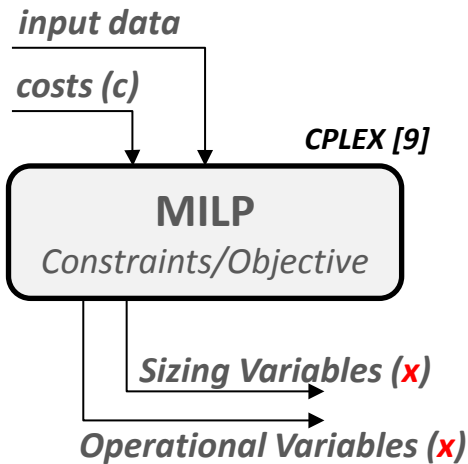 input data
costs (c)
CPLEX [9]
MILP
Constraints/Objective
Sizing Variables (x)
Operational Variables (x)